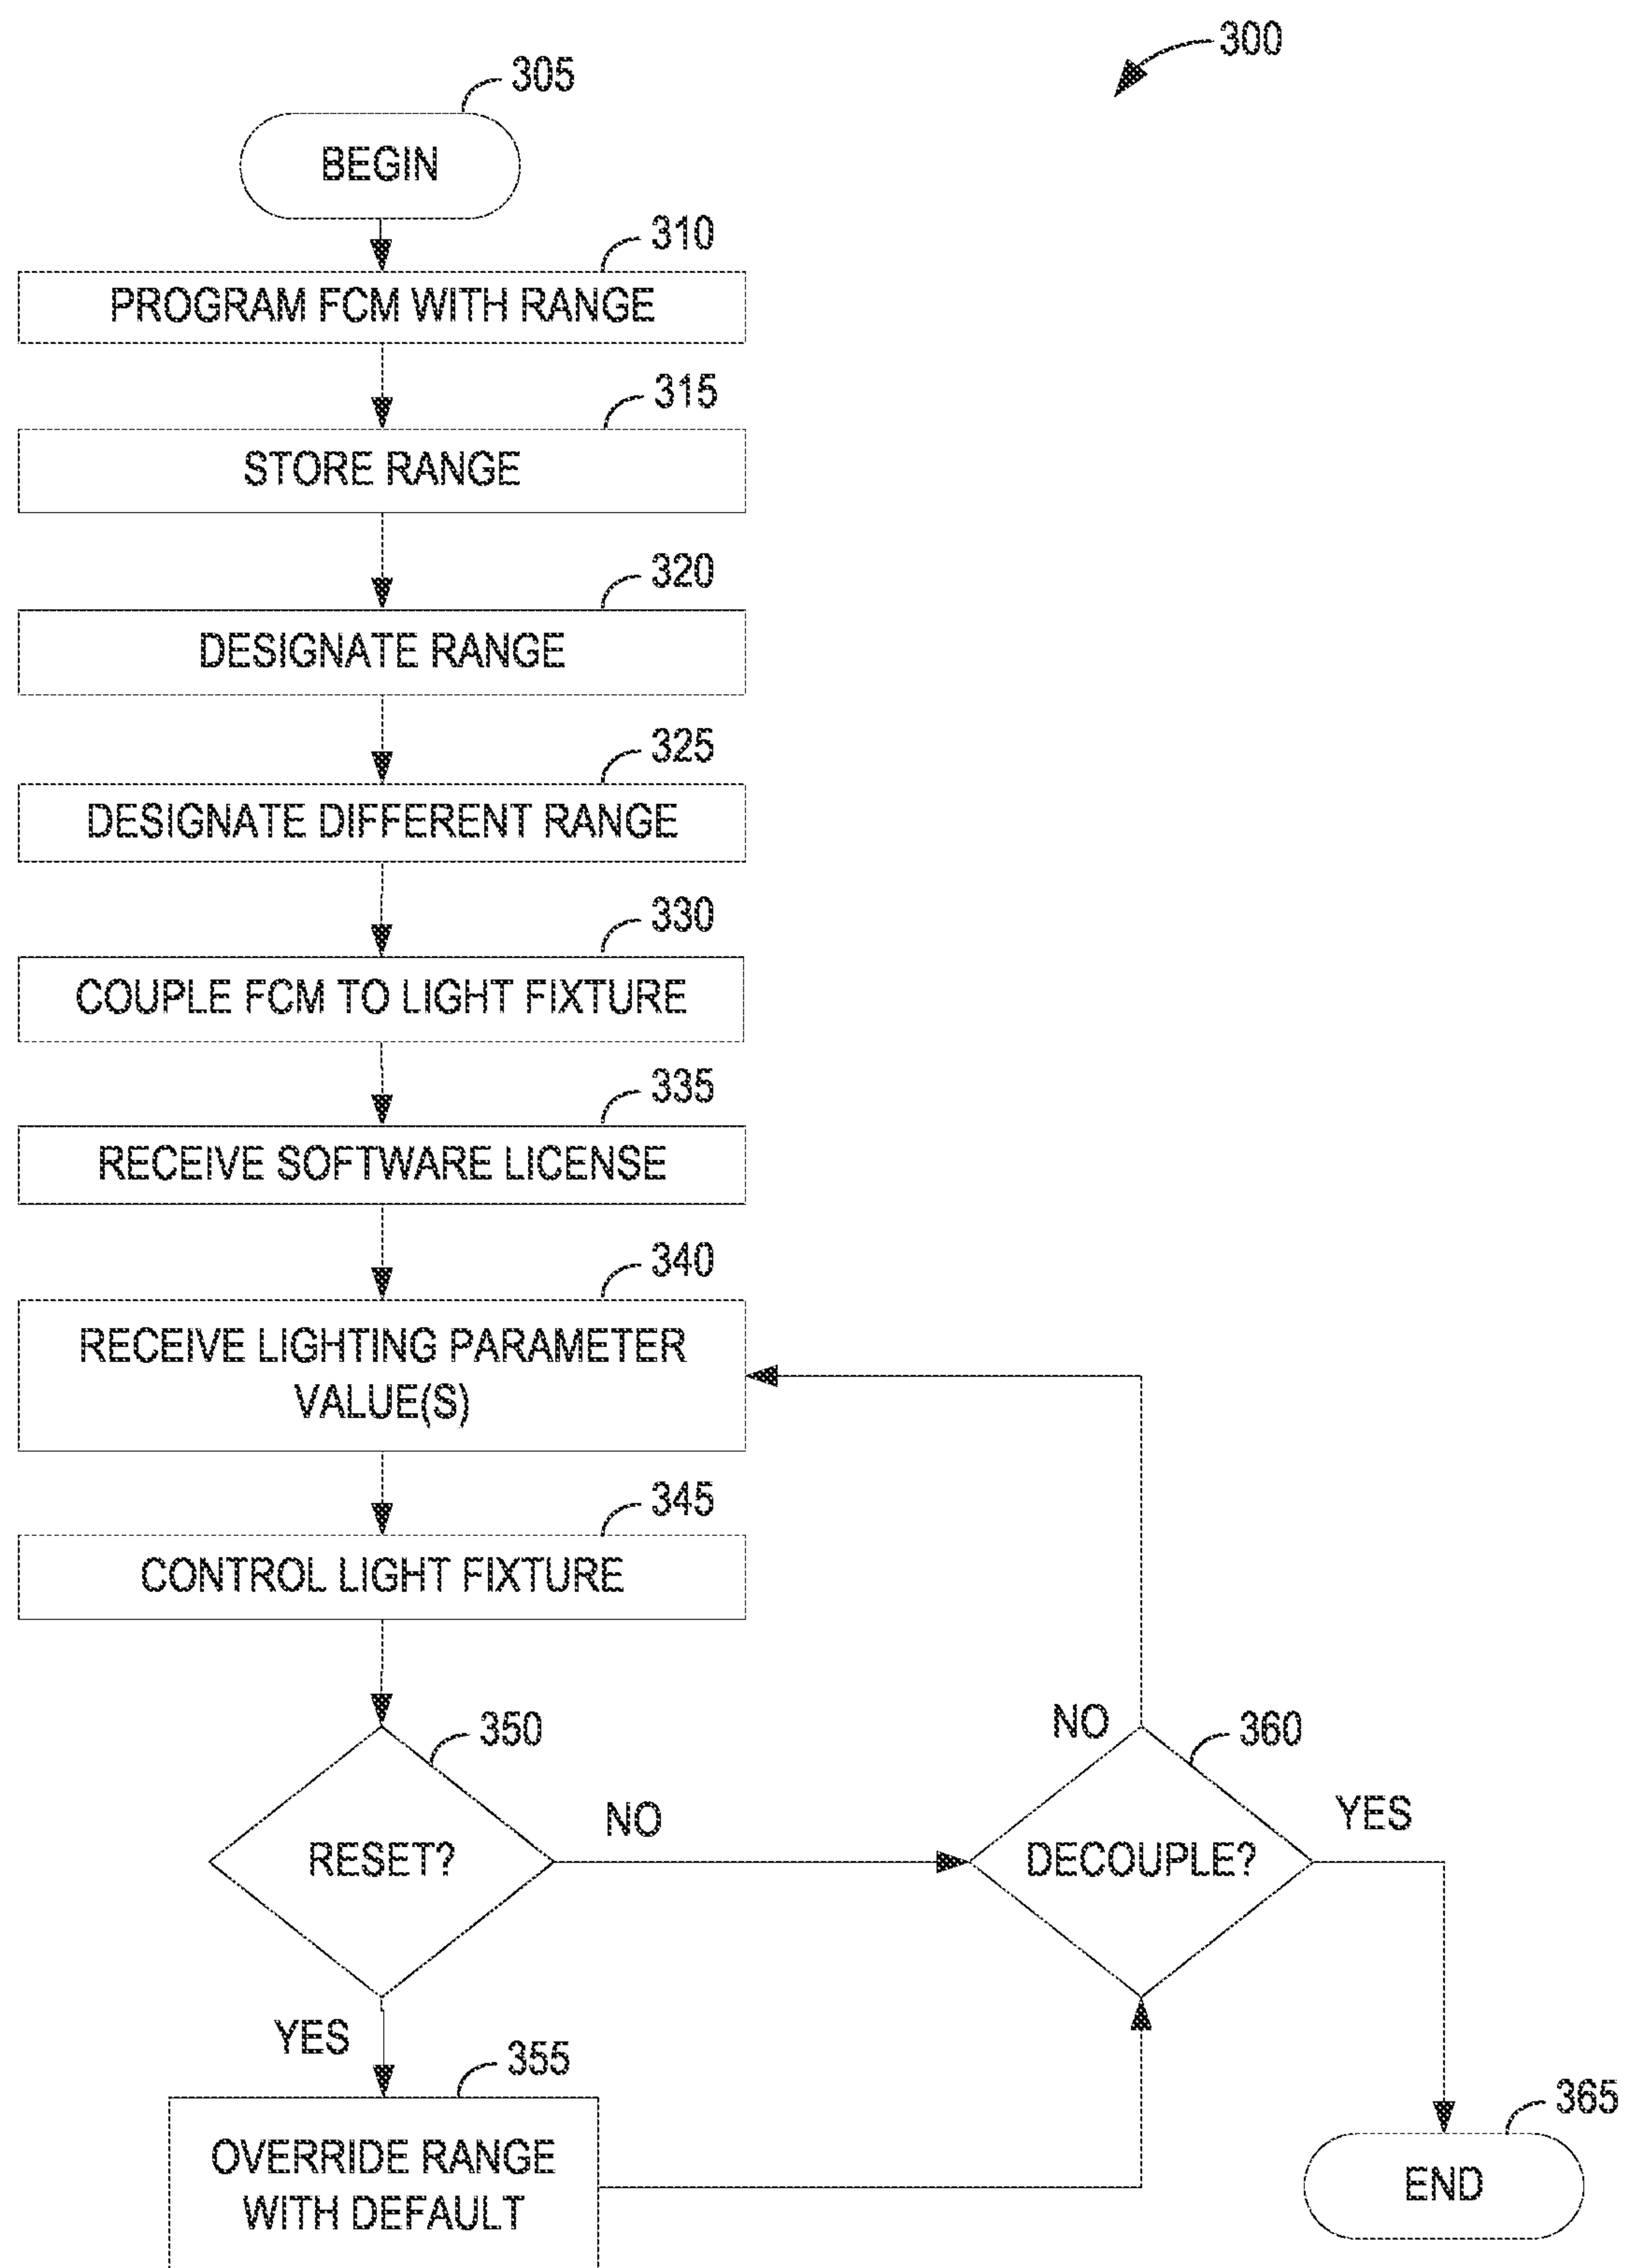 300
305
BEGIN
310
PROGRAM FCM WITH RANGE
315
STORE RANGE
320
DESIGNATE RANGE
325
DESIGNATE DIFFERENT RANGE
330
COUPLE FCM TO LIGHT FIXTURE
335
RECEIVE SOFTWARE LICENSE
340
RECEIVE LIGHTING PARAMETER
VALUE(S)
345
CONTROL LIGHT FIXTURE
350
RESET?
NO
YES
355
OVERRIDE RANGE
WITH DEFAULT
360
DECOUPLE?
NO
YES
365
END